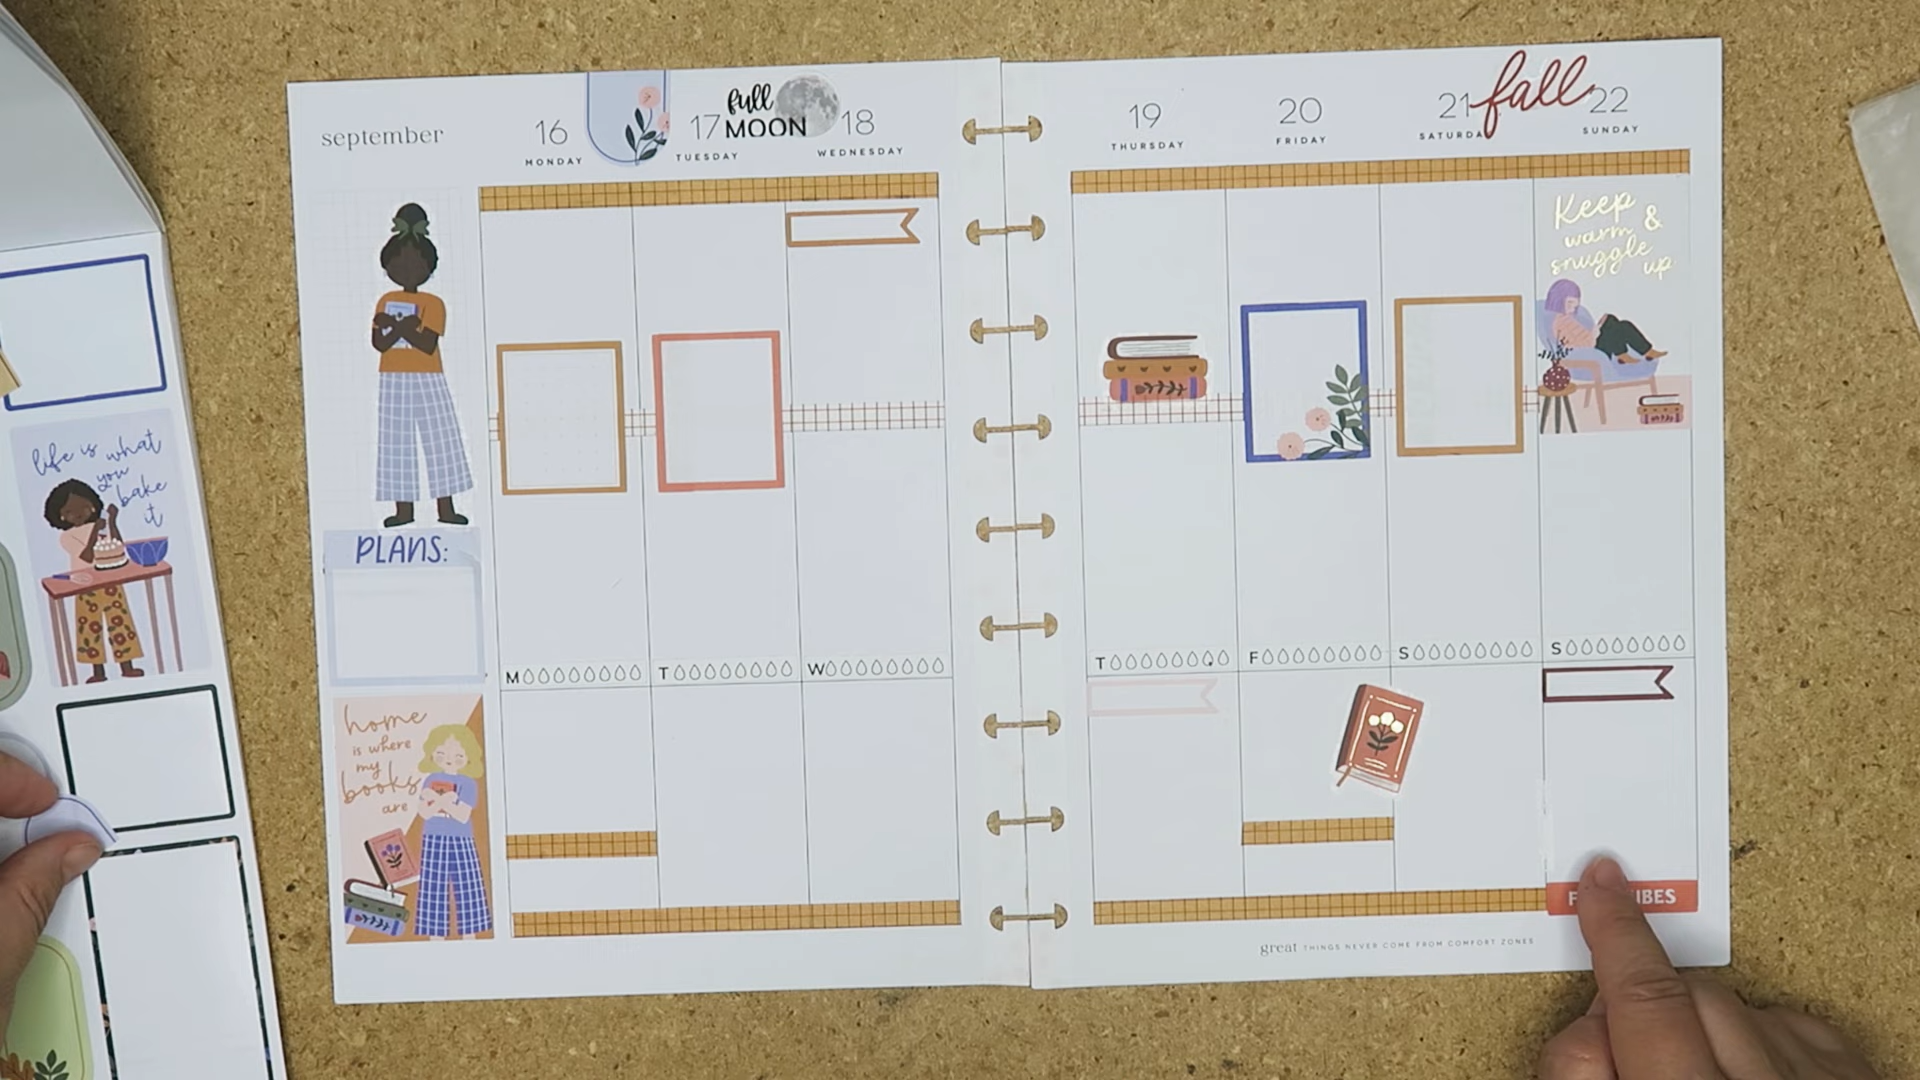 september
16
MONDAY
17
TUESDAY
full
MOON
18
WEDNESDAY
19
THURSDAY
20
FRIDAY
21
fall
22
SUNDAY
Keep
warm &
snuggle
up
life is what
you
bake
it
PLANS:
M
T
W
T
F
S
S
home
is where
my
books
are
great THINGS NEVER COME FROM COMFORT ZONES